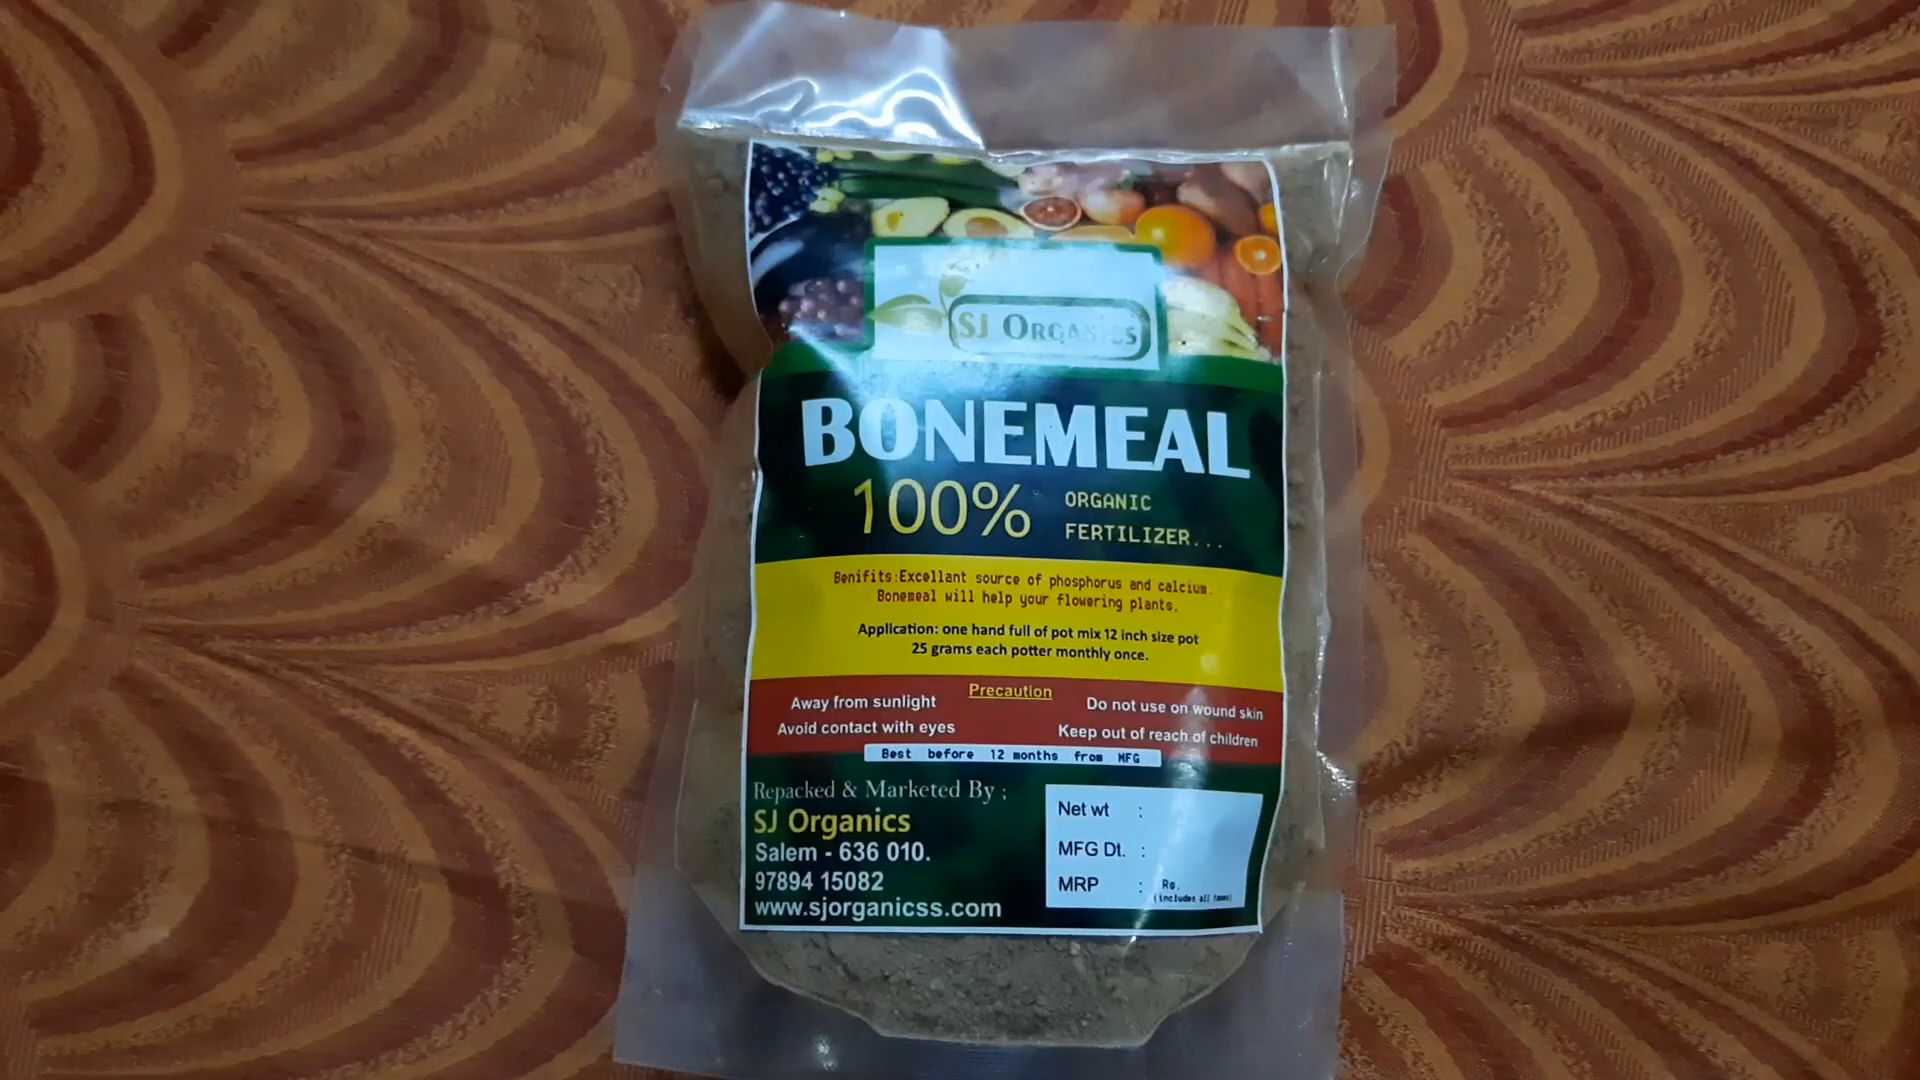 SJ ORGANICS
BONEMEAL
100% ORGANIC
FERTILIZER...
Benifits:Excellant source of phosphorus and calcium.
Bonemeal will help your flowering plants,
Application: one hand full of pot mix 12 inch size pot
25 grams each potter monthly once.
Precaution
Away from sunlight
Do not use on wound skin
Avoid contact with eyes
Keep out of reach of children
Best before 12 months from MFG
Repacked & Marketed By ;
SJ Organics
Salem - 636 010.
97894 15082
www.sjorganicss.com
Net wt :
MFG Dt. :
MRP : Rs.
(includes all taxes)